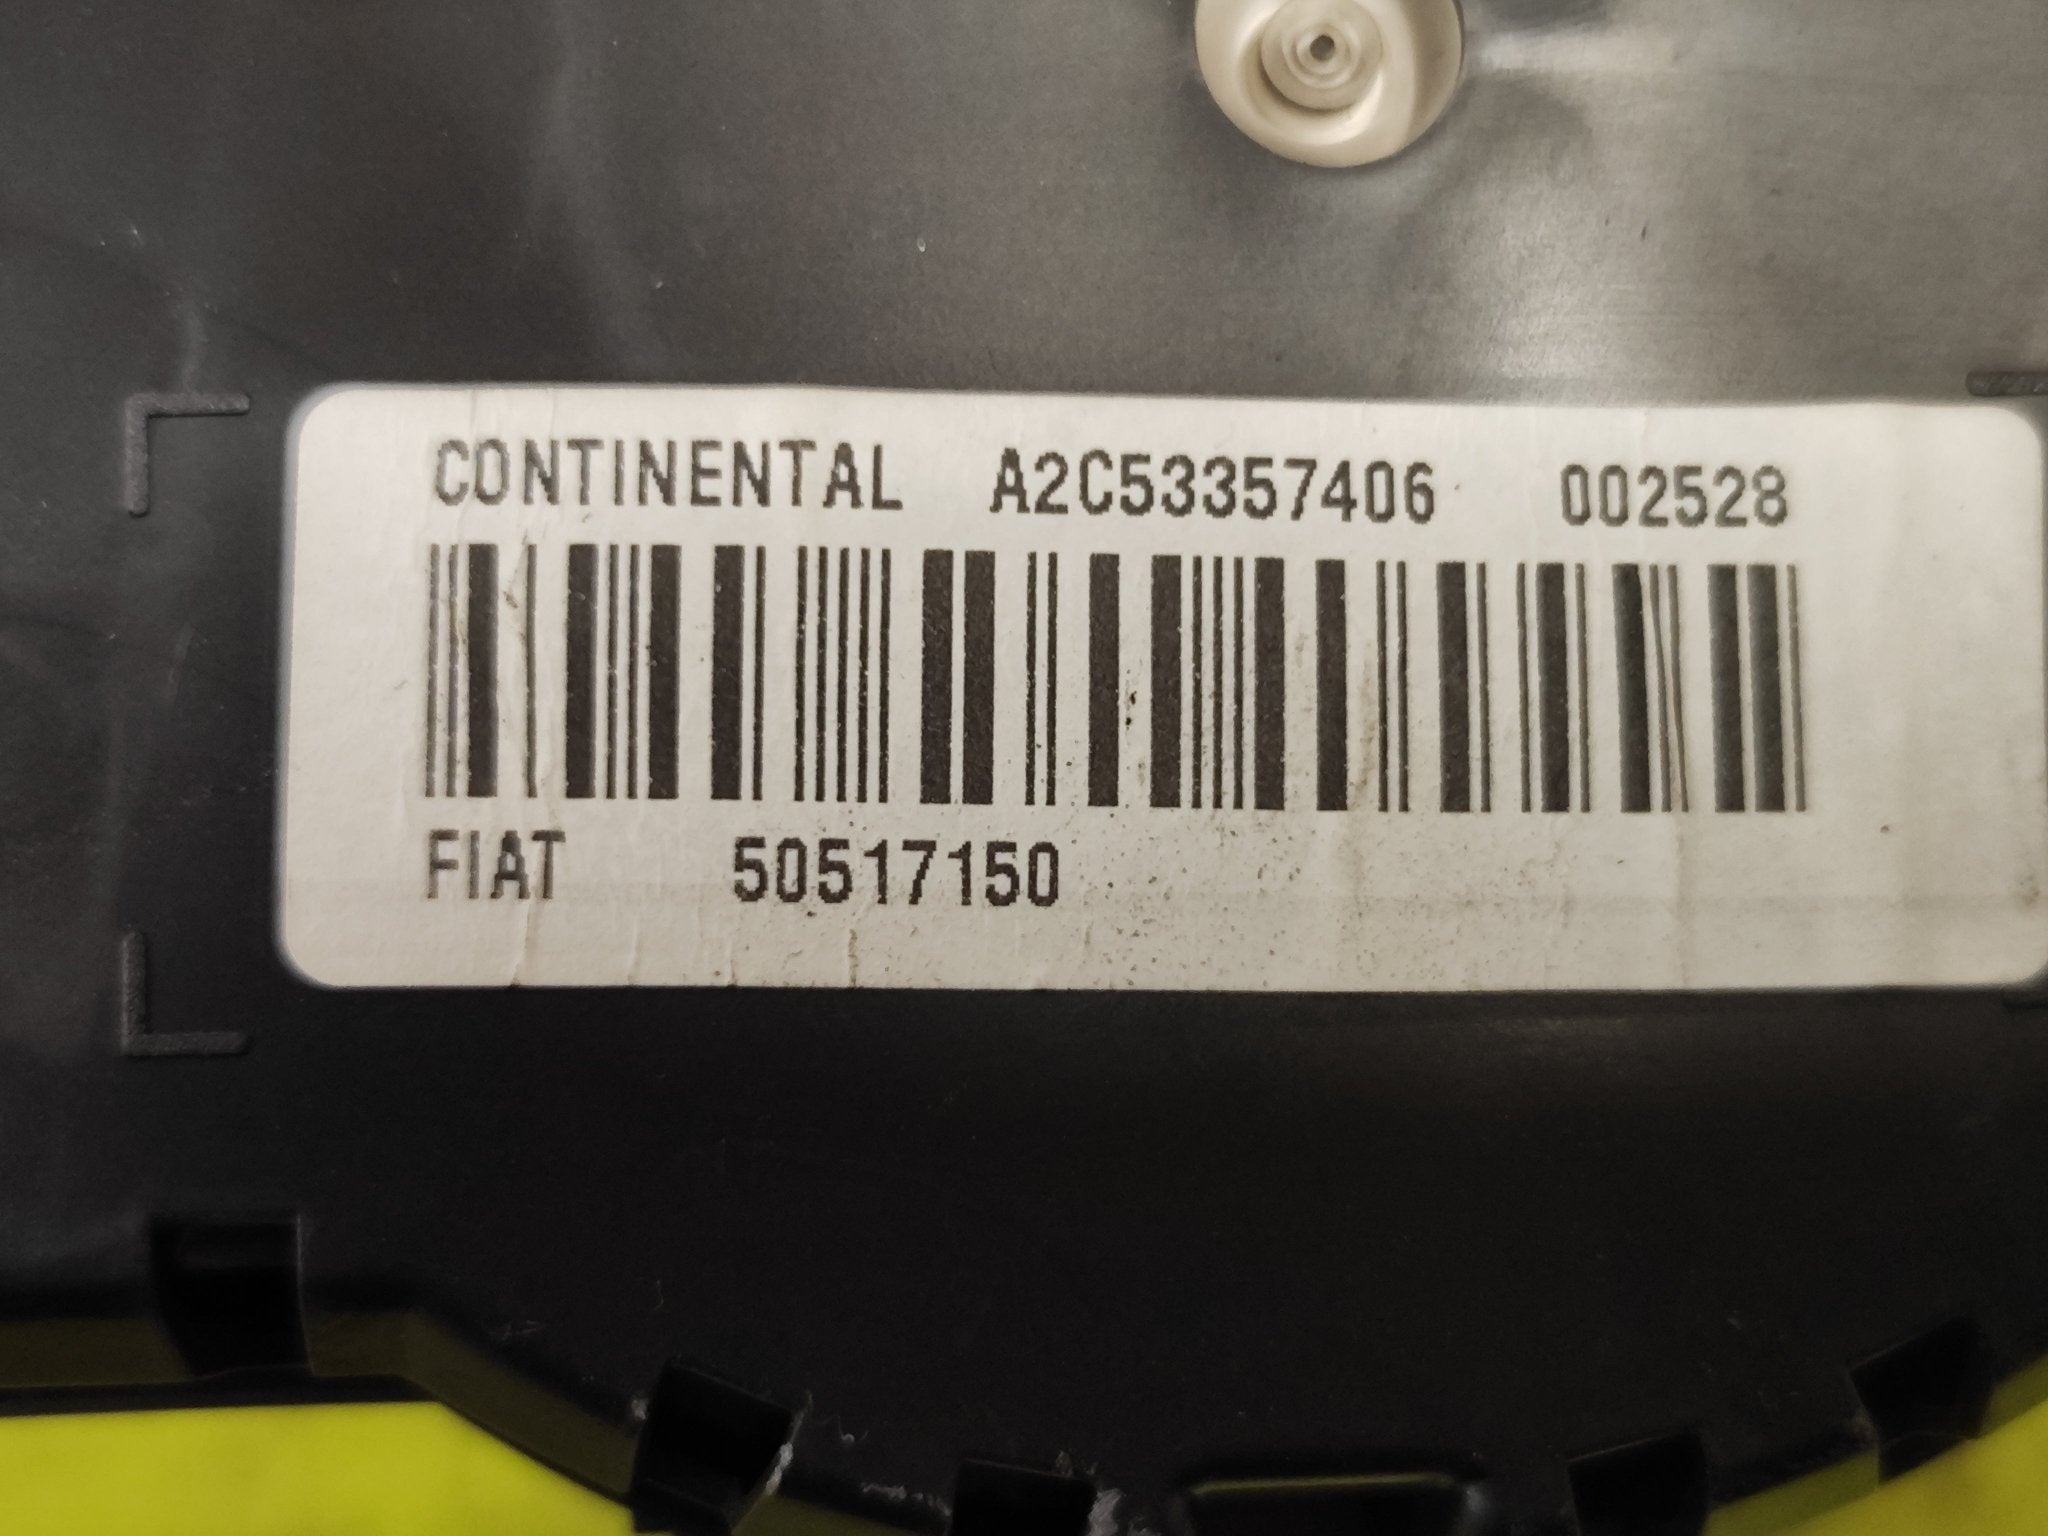 CONTINENTAL A2C53357406 002528
FIAT 50517150